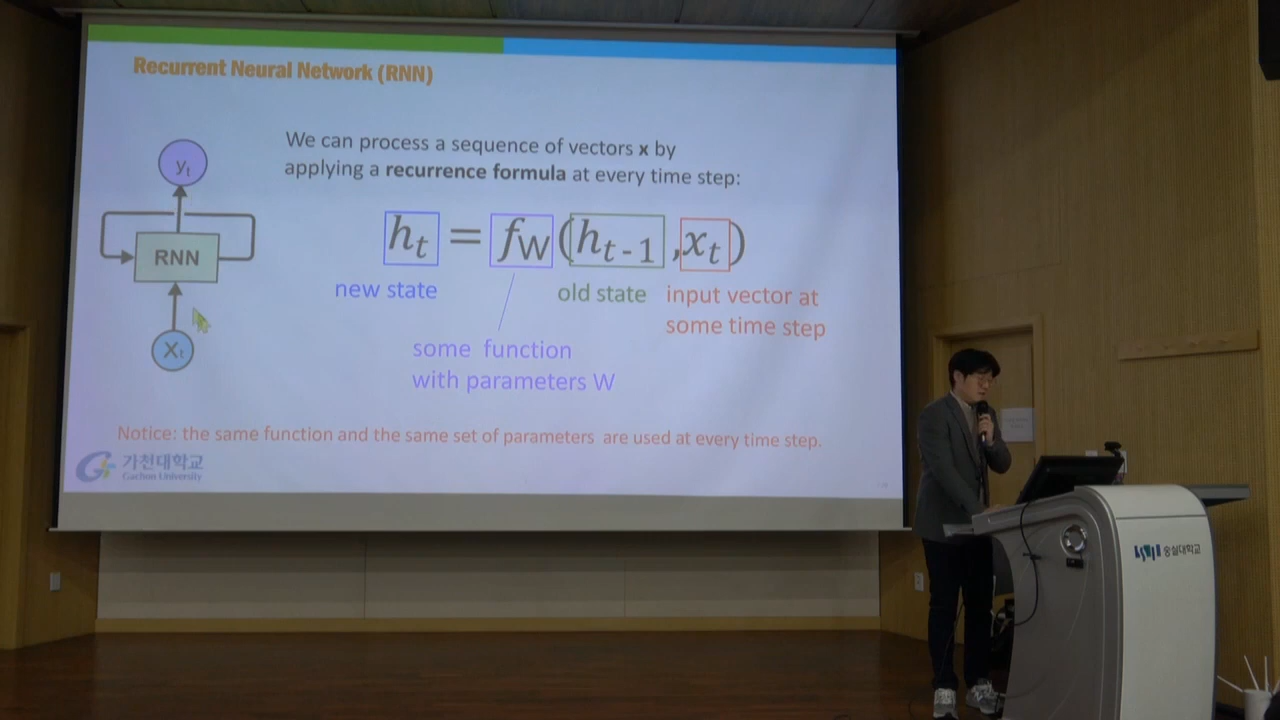 Recurrent Neural Network (RNN)
We can process a sequence of vectors x by
applying a recurrence formula at every time step:
yt
RNN
Xt
ht = fW(ht-1,xt)
new state
old state
input vector at
some time step
some function
with parameters W
Notice: the same function and the same set of parameters are used at every time step.
가천대학교
Gachon University
숭실대학교